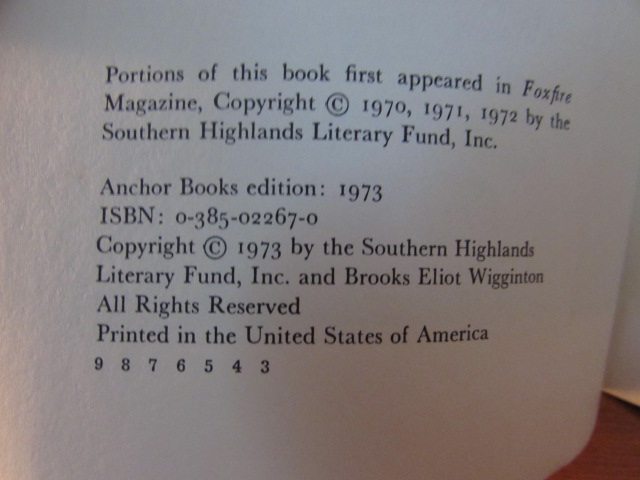 Portions of this book first appeared in Foxfire
Magazine, Copyright © 1970, 1971, 1972 by the
Southern Highlands Literary Fund, Inc.
Anchor Books edition: 1973
ISBN: 0-385-02267-0
Copyright © 1973 by the Southern Highlands
Literary Fund, Inc. and Brooks Eliot Wigginton
All Rights Reserved
Printed in the United States of America
9 8 7 6 5 4 3